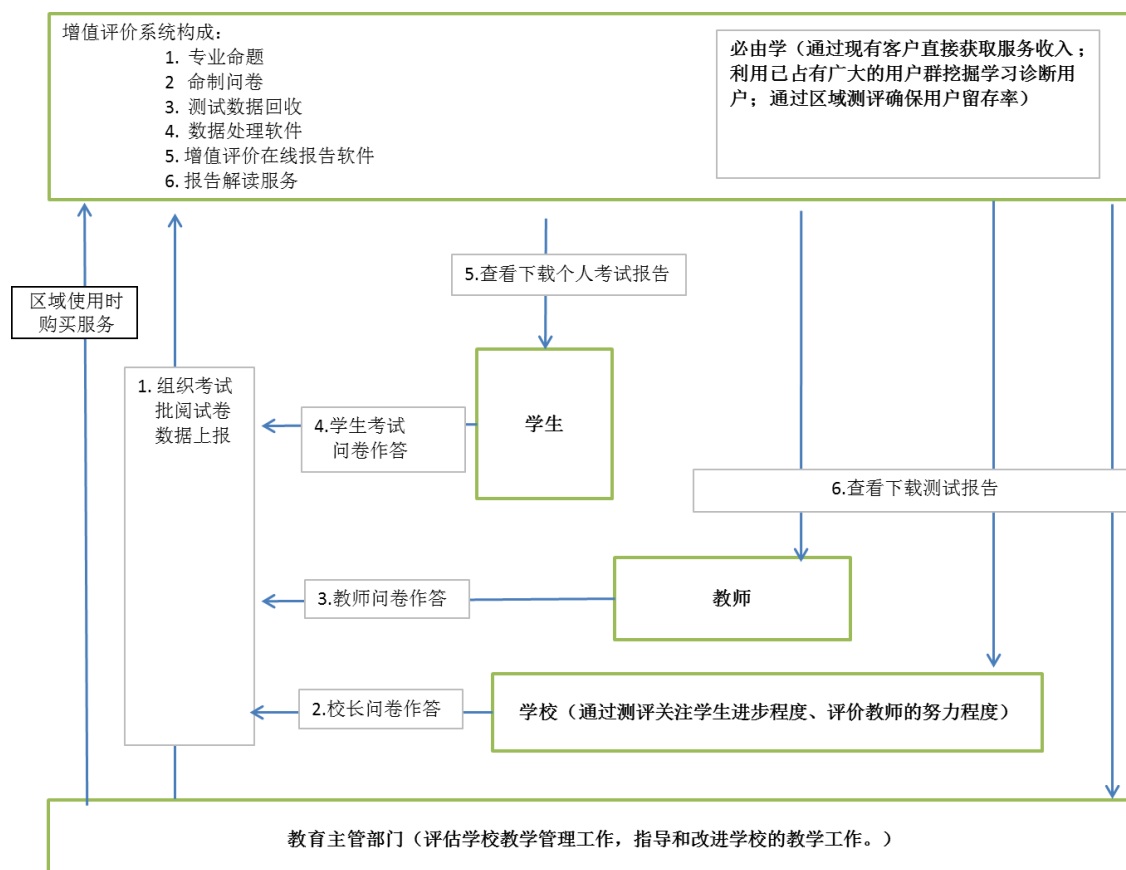 增值评价系统构成：
1. 专业命题
2 命制问卷
3. 测试数据回收
4. 数据处理软件
5. 增值评价在线报告软件
6. 报告解读服务
必由学（通过现有客户直接获取服务收入；
利用已占有广大的用户群挖掘学习诊断用
户；通过区域测评确保用户留存率）
5.查看下载个人考试报告
区域使用时
购买服务
1. 组织考试
批阅试卷
数据上报
4.学生考试
问卷作答
学生
6.查看下载测试报告
3.教师问卷作答
教师
2.校长问卷作答
学校（通过测评关注学生进步程度、评价教师的努力程度）
教育主管部门（评估学校教学管理工作，指导和改进学校的教学工作。）